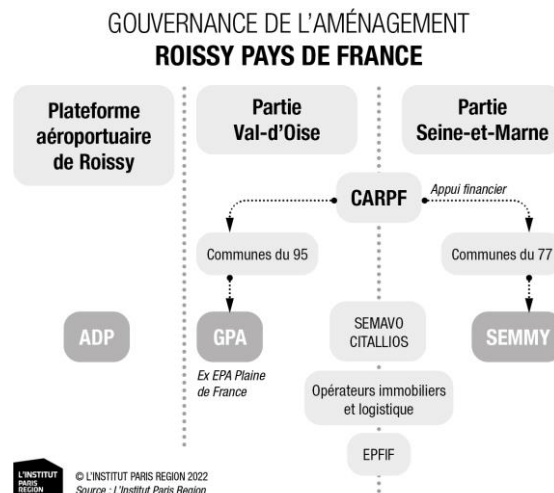 GOUVERNANCE DE L'AMÉNAGEMENT
ROISSY PAYS DE FRANCE
Plateforme
aéroportuaire
de Roissy
Partie
Val-d'Oise
Partie
Seine-et-Marne
CARPF
Appui financier
Communes du 95
Communes du 77
ADP
GPA
SEMAVO
CITALLIOS
SEMMY
Ex EPA Plaine
de France
Opérateurs immobiliers
et logistique
EPFIF
L'INSTITUT
PARIS
REGION
© L'INSTITUT PARIS REGION 2022
Source : L'Institut Paris Region